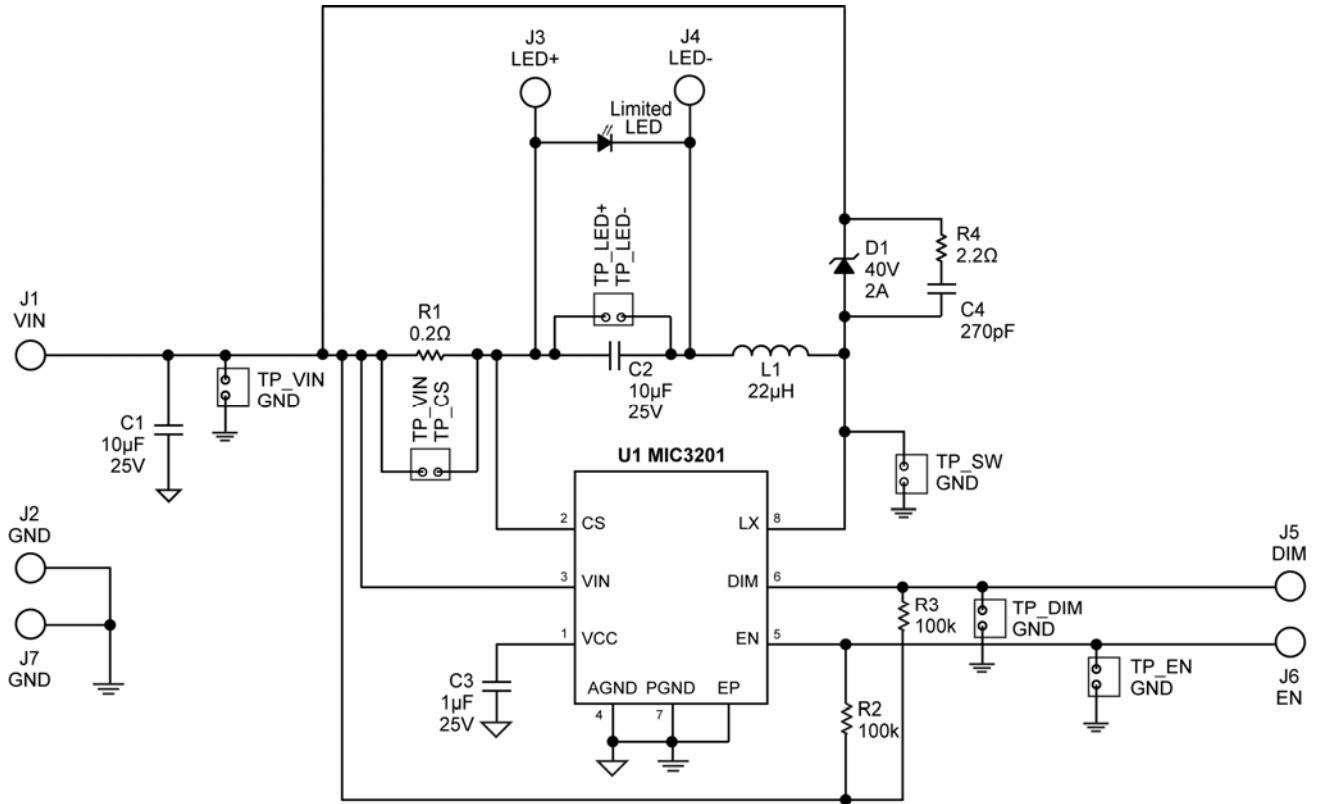 J3
LED+
J4
LED-
Limited
LED
TP_LED+
TP_LED-
D1
40V
2A
R4
2.2Ω
C4
270pF
J1
VIN
R1
0.2Ω
TP_VIN
GND
C1
10µF
25V
TP_VIN
TP_CS
C2
10µF
25V
L1
22µH
U1 MIC3201
TP_SW
GND
2
CS
LX
8
3
VIN
DIM
6
1
VCC
EN
5
AGND
PGND
EP
4
7
J2
GND
J7
GND
C3
1µF
25V
R3
100k
TP_DIM
GND
J5
DIM
R2
100k
TP_EN
GND
J6
EN